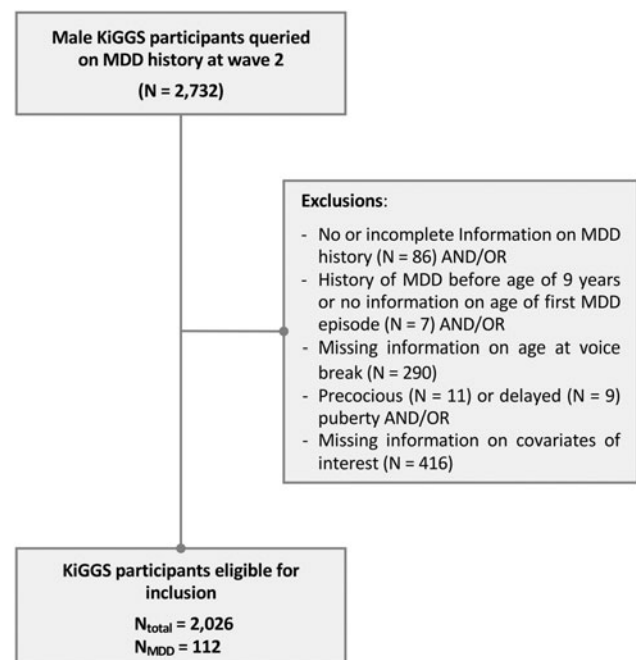 Male KiGGS participants queried
on MDD history at wave 2
(N = 2,732)
Exclusions:
- No or incomplete Information on MDD
history (N = 86) AND/OR
- History of MDD before age of 9 years
or no information on age of first MDD
episode (N = 7) AND/OR
- Missing information on age at voice
break (N = 290)
- Precocious (N = 11) or delayed (N = 9)
puberty AND/OR
- Missing information on covariates of
interest (N = 416)
KiGGS participants eligible for
inclusion
Ntotal = 2,026
NMDD = 112